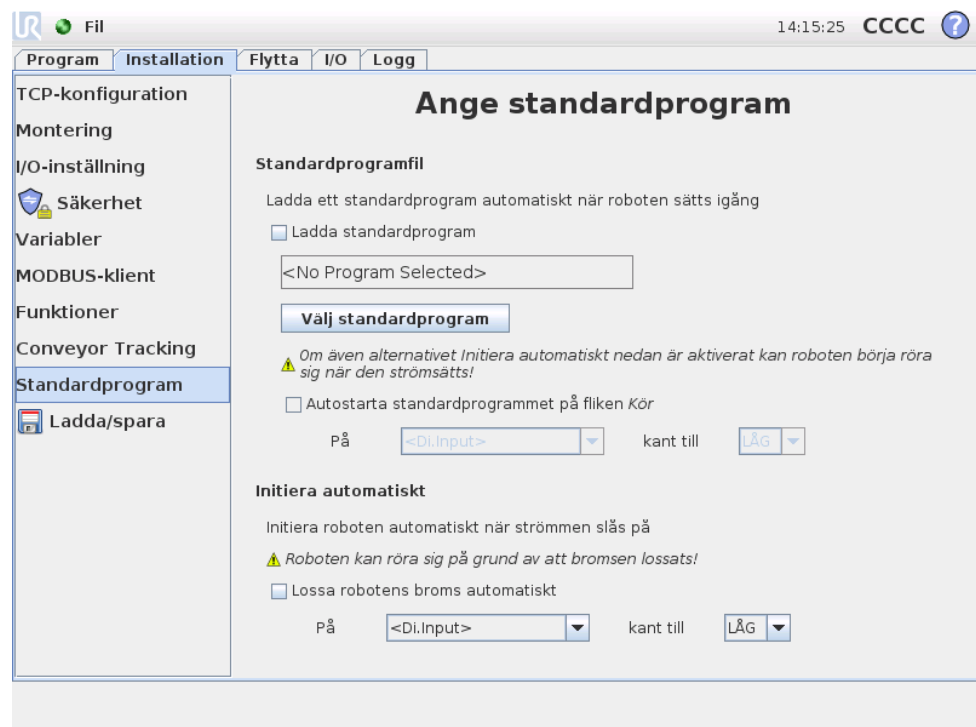 UR Fil 14:15:25 CCCC ?
Program Installation Flytta I/O Logg
TCP-konfiguration
Montering
I/O-inställning
Säkerhet
Variabler
MODBUS-klient
Funktioner
Conveyor Tracking
Standardprogram
Ladda/spara
Ange standardprogram
Standardprogramfil
Ladda ett standardprogram automatiskt när roboten sätts igång
Ladda standardprogram
<No Program Selected>
Välj standardprogram
Om även alternativet Initiera automatiskt nedan är aktiverat kan roboten börja röra
sig när den strömsätts!
Autostarta standardprogrammet på fliken Kör
På <Di.Input> kant till LÅG
Initiera automatiskt
Initiera roboten automatiskt när strömmen slås på
Roboten kan röra sig på grund av att bromsen lossats!
Lossa robotens broms automatiskt
På <Di.Input> kant till LÅG